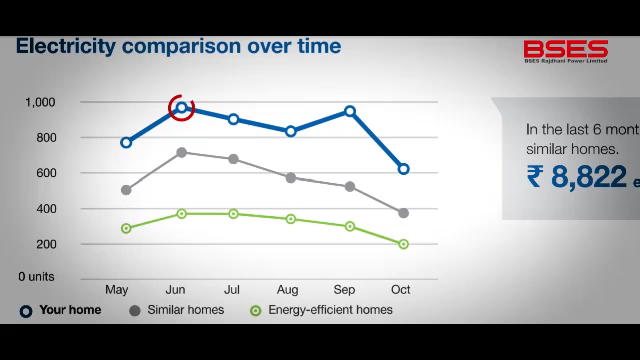 Electricity comparison over time
BSES
BSES Rajdhani Power Limited
1,000
800
600
400
200
0 units
May Jun Jul Aug Sep Oct
Your home Similar homes Energy-efficient homes
In the last 6 mont
similar homes.
₹ 8,822 e